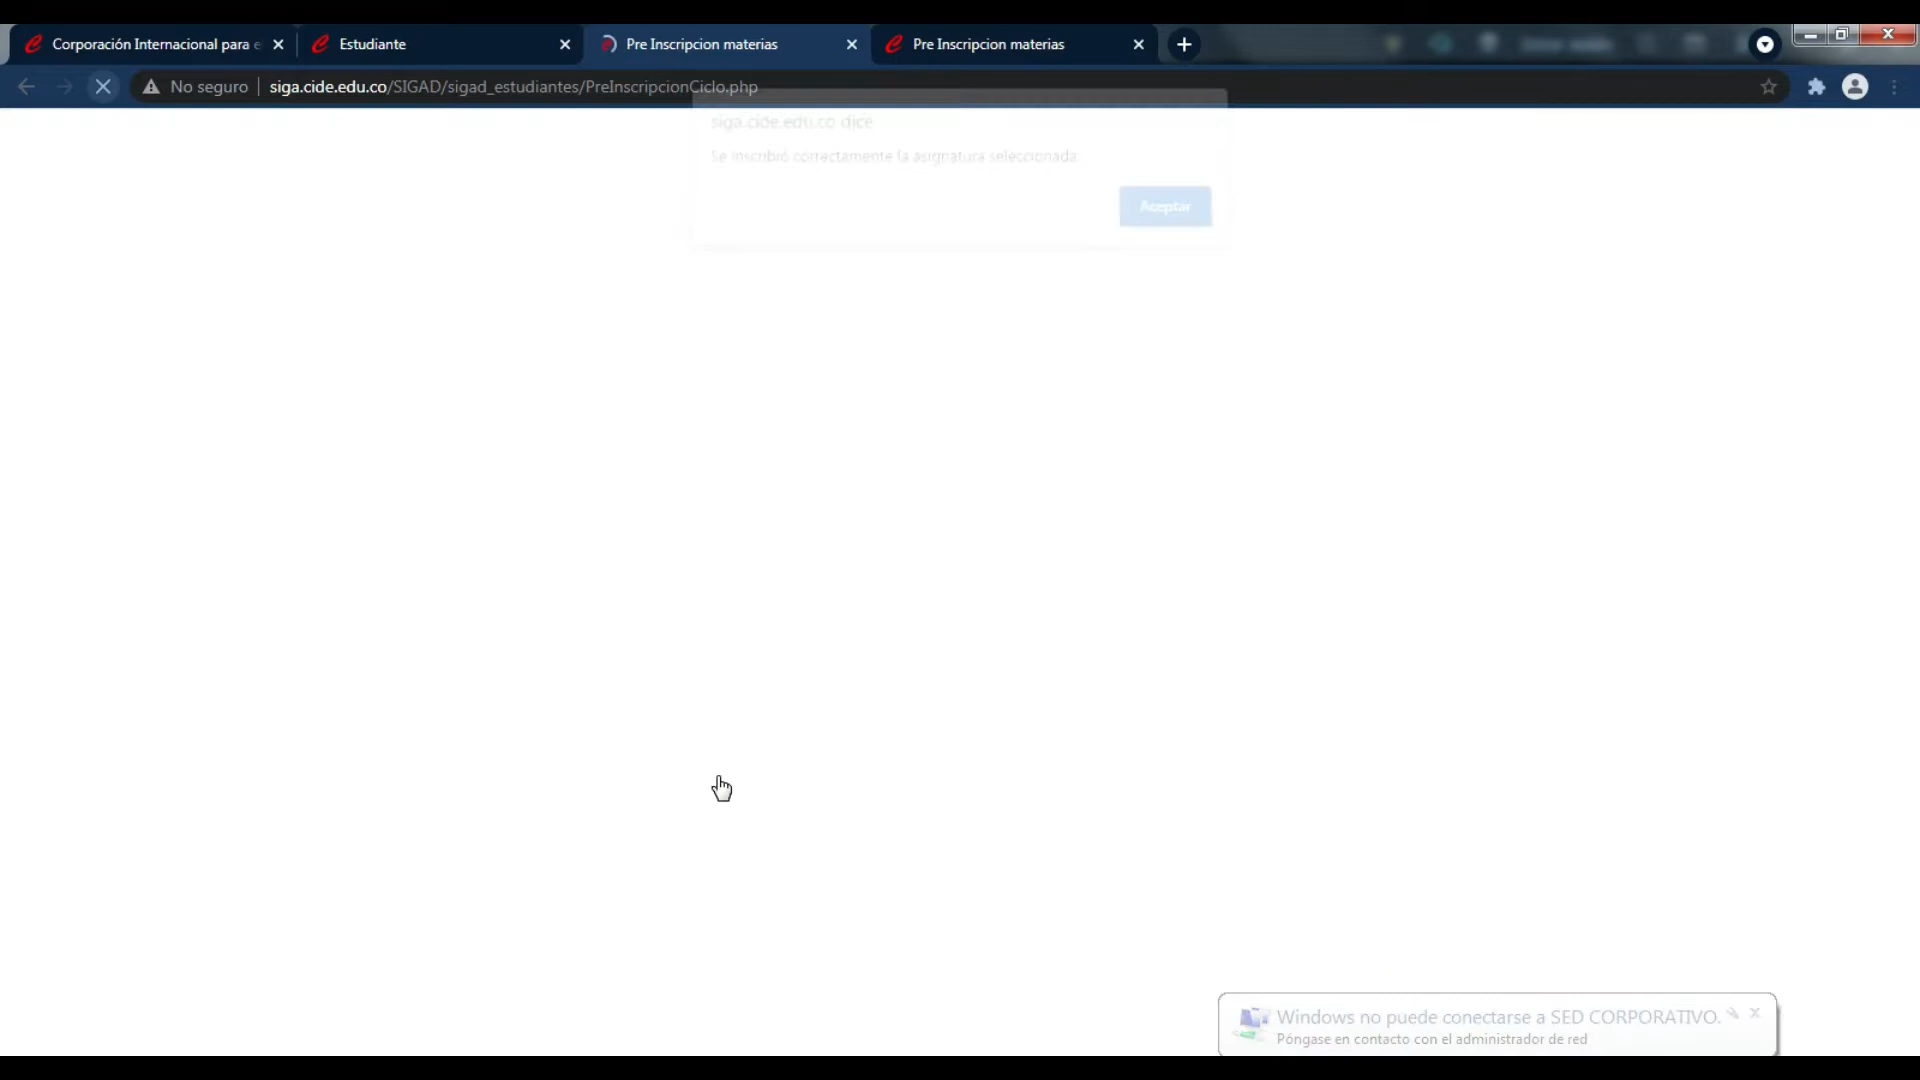 Corporación Internacional para e
Estudiante
Pre Inscripcion materias
Pre Inscripcion materias
No seguro
siga.cide.edu.co/SIGAD/sigad_estudiantes/PreInscripcionCiclo.php
siga.cide.edu.co dice
Se inscribió correctamente la asignatura seleccionada
Aceptar
Windows no puede conectarse a SED CORPORATIVO.
Póngase en contacto con el administrador de red